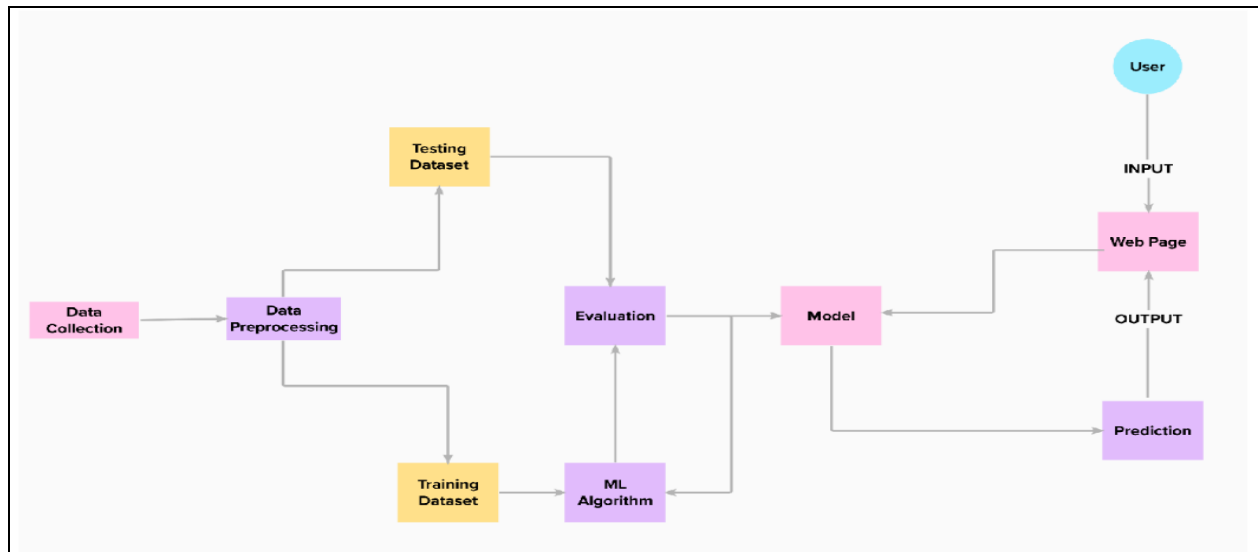 User
Testing
Dataset
INPUT
Web Page
Data
Collection
Data
Preprocessing
Evaluation
Model
OUTPUT
Prediction
Training
Dataset
ML
Algorithm